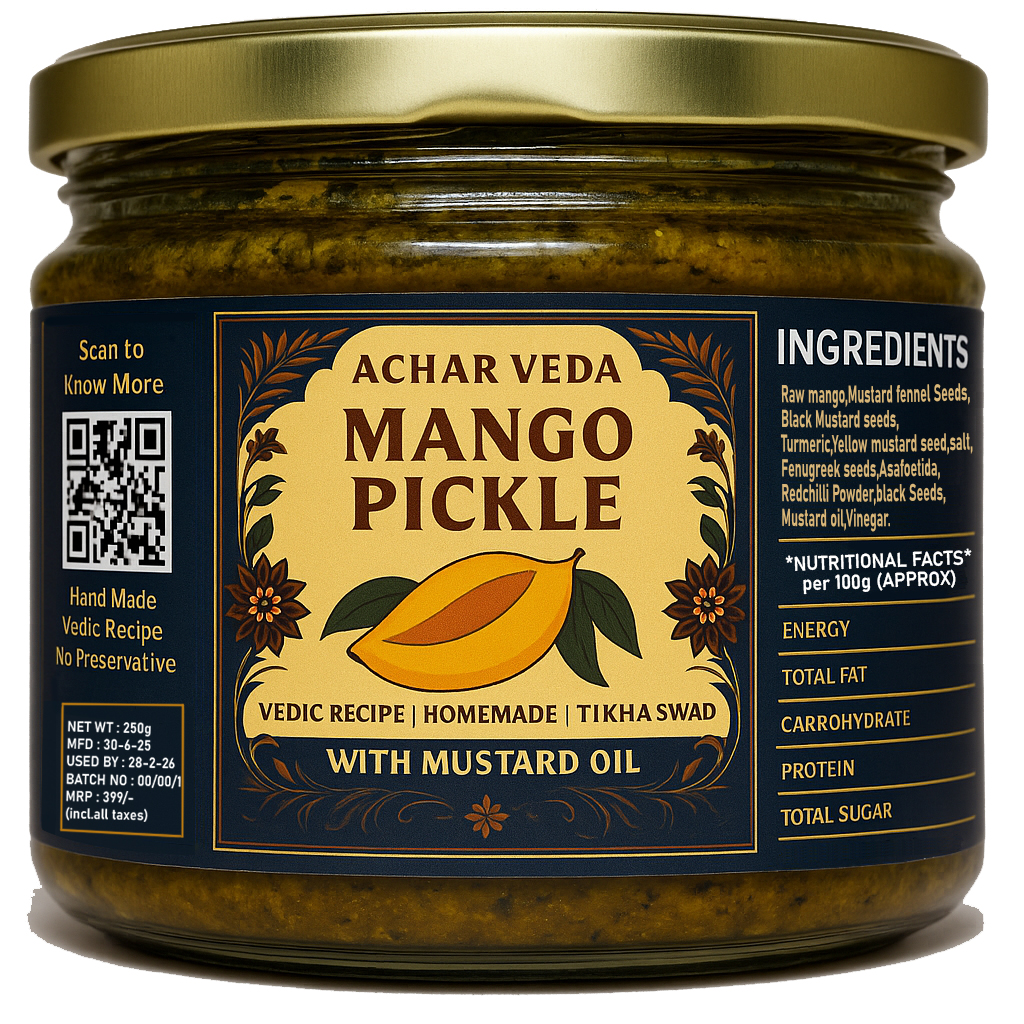 Scan to
Know More
Hand Made
Vedic Recipe
No Preservative
NET WT : 250g
MFD : 30-6-25
USED BY : 28-2-26
BATCH NO : 00/00/1
MRP : 399/-
(incl.all taxes)
ACHAR VEDA
MANGO
PICKLE
VEDIC RECIPE | HOMEMADE | TIKHA SWAD
WITH MUSTARD OIL
INGREDIENTS
Raw mango,Mustard fennel Seeds,
Black Mustard seeds,
Turmeric,Yellow mustard seed,salt,
Fenugreek seeds,Asafoetida,
Redchilli Powder,black Seeds,
Mustard oil,Vinegar.
*NUTRITIONAL FACTS*
per 100g (APPROX)
ENERGY
TOTAL FAT
CARROHYDRATE
PROTEIN
TOTAL SUGAR